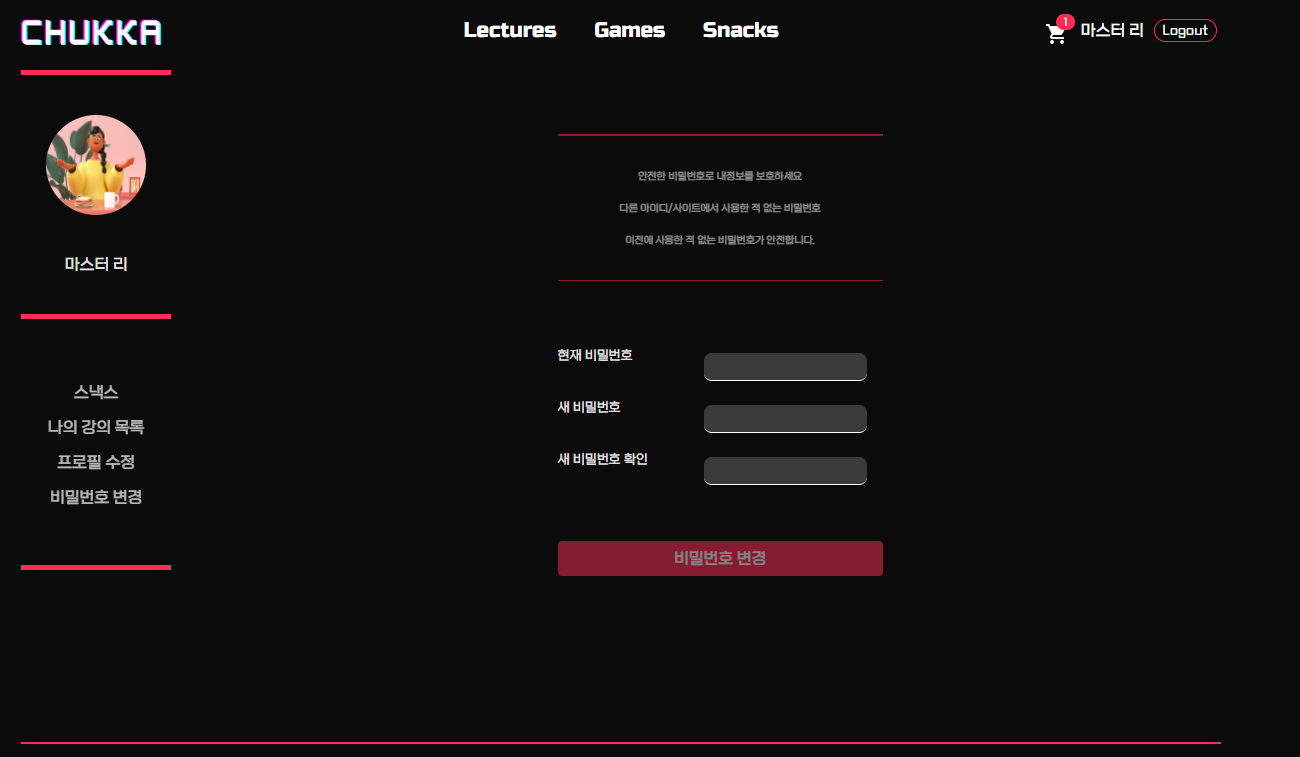 CHUKKA
Lectures Games Snacks
1
마스터 리 Logout
마스터 리
스낵스
나의 강의 목록
프로필 수정
비밀번호 변경
안전한 비밀번호로 내정보를 보호하세요
다른 아이디/사이트에서 사용한 적 없는 비밀번호
이전에 사용한 적 없는 비밀번호가 안전합니다.
현재 비밀번호
새 비밀번호
새 비밀번호 확인
비밀번호 변경